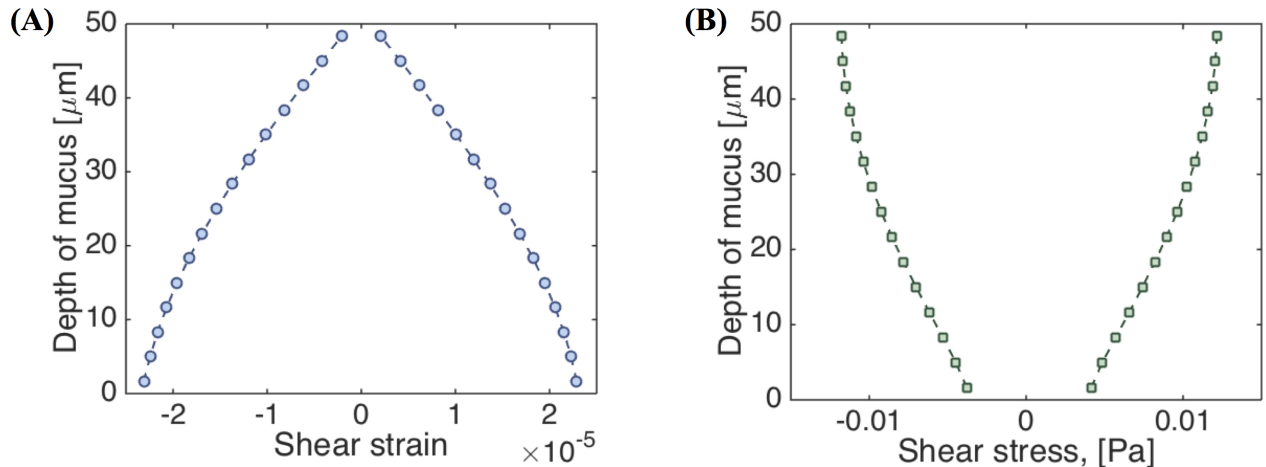 (A)
50
40
30
20
10
0
Depth of mucus [μm]
-2 -1 0 1 2
Shear strain
×10⁻⁵
(B)
50
40
30
20
10
0
Depth of mucus [μm]
-0.01 0 0.01
Shear stress, [Pa]